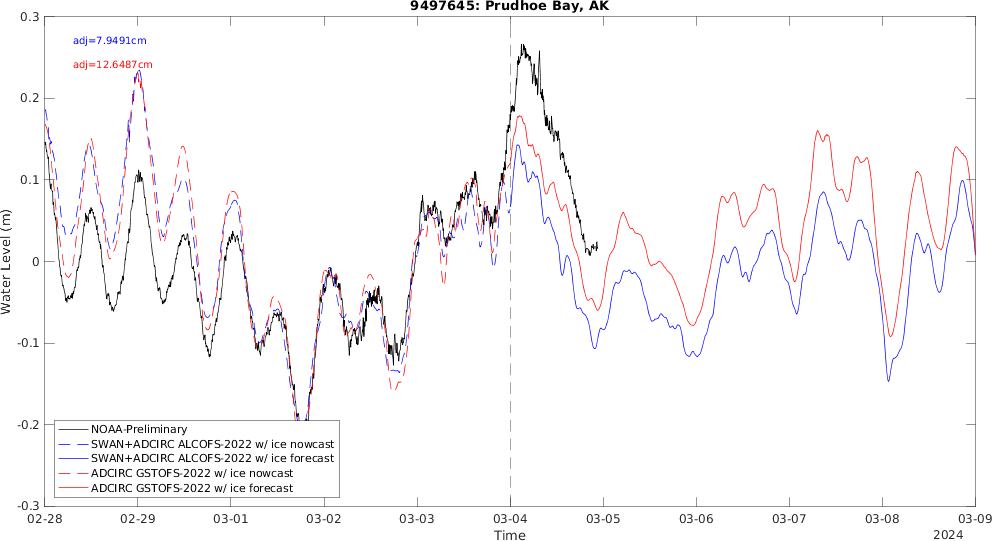 9497645: Prudhoe Bay, AK
adj=7.9491cm
adj=12.6487cm
Water Level (m)
0.3
0.2
0.1
0
-0.1
-0.2
-0.3
NOAA-Preliminary
SWAN+ADCIRC ALCOFS-2022 w/ ice nowcast
SWAN+ADCIRC ALCOFS-2022 w/ ice forecast
ADCIRC GSTOFS-2022 w/ ice nowcast
ADCIRC GSTOFS-2022 w/ ice forecast
02-28 02-29 03-01 03-02 03-03 03-04 03-05 03-06 03-07 03-08 03-09
Time
2024